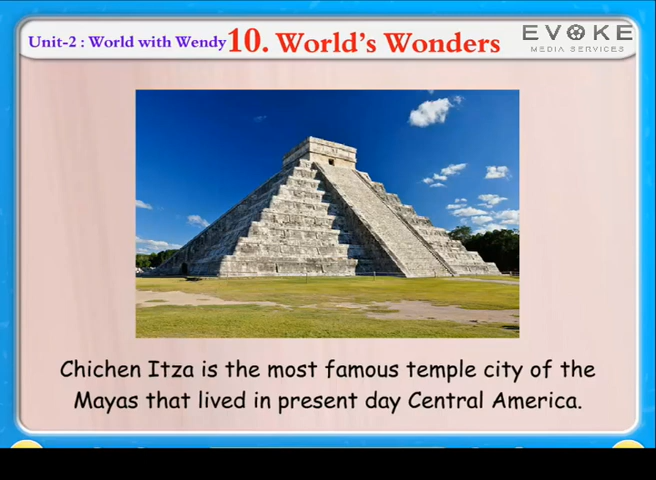 Unit-2 : World with Wendy 10. World's Wonders
EVOKE
MEDIA SERVICES
Chichen Itza is the most famous temple city of the
Mayas that lived in present day Central America.